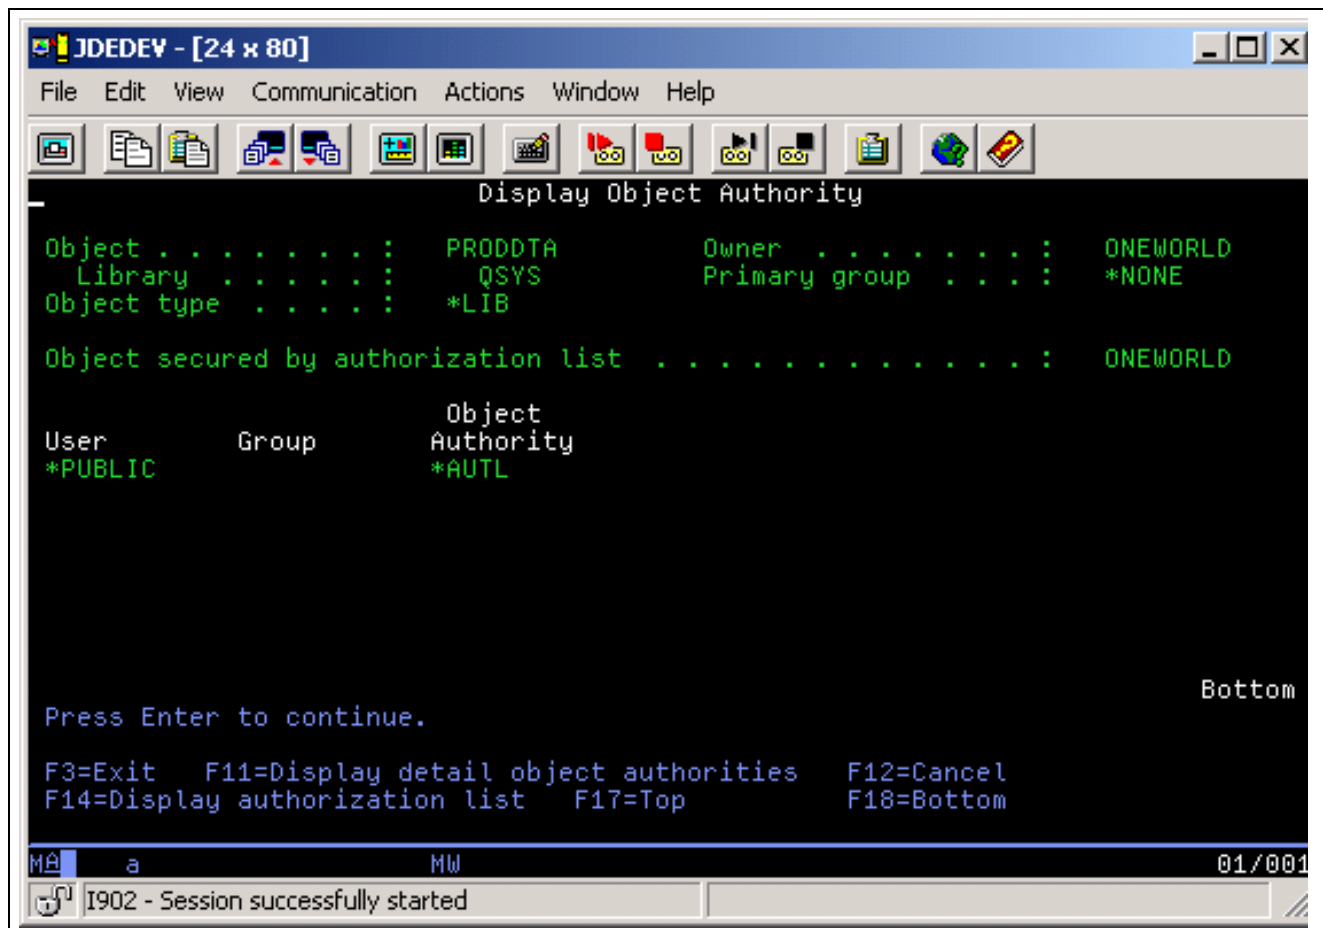 JDEDEV - [24 x 80]
File Edit View Communication Actions Window Help
Display Object Authority
Object . . . . . . . : PRODDTA Owner . . . . . . . : ONEWORLD
Library . . . . . : QSYS Primary group . . . : *NONE
Object type . . . . : *LIB
Object secured by authorization list . . . . . . . . . . . . : ONEWORLD
Object
User Group Authority
*PUBLIC *AUTL
Bottom
Press Enter to continue.
F3=Exit F11=Display detail object authorities F12=Cancel
F14=Display authorization list F17=Top F18=Bottom
MA a MW 01/001
I902 - Session successfully started